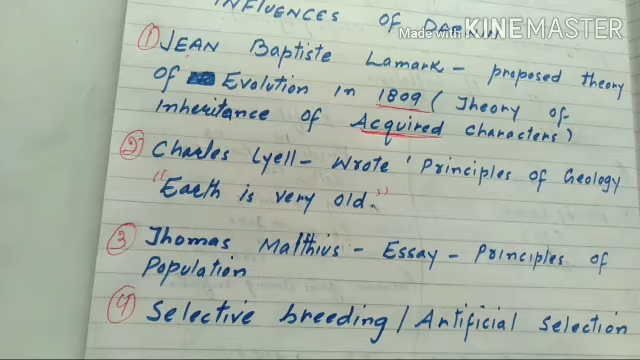 INFLUENCES OF DARWIN
Made with KINEMASTER
① JEAN Baptiste Lamark - proposed theory
of Evolution in 1809 ( Theory of
inheritance of Acquired characters)
② Charles Lyell - Wrote ' Principles of Geology
"Earth is very old."
③ Thomas Malthius - Essay - Principles of
Population
④ Selective breeding / Artificial selection